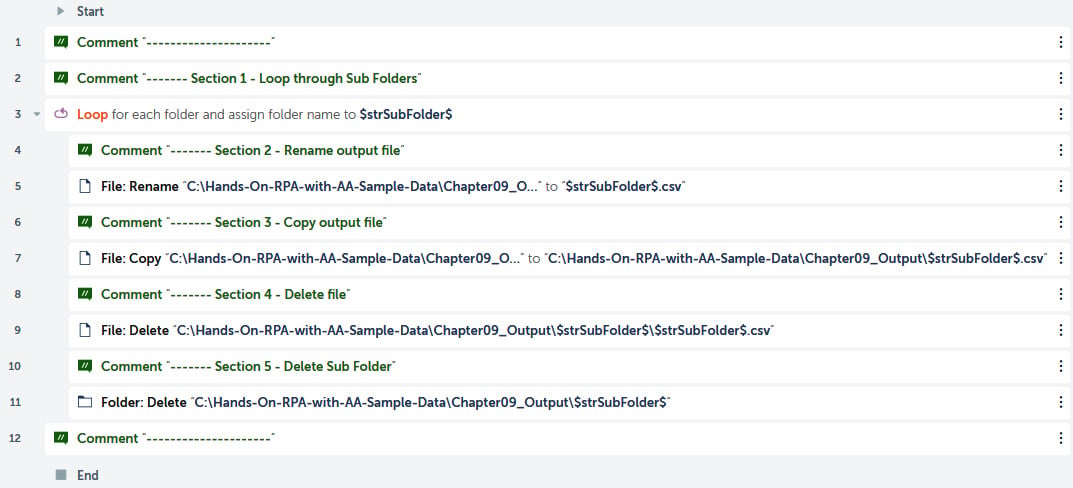 Start
1 Comment "---------------------"
2 Comment "------- Section 1 - Loop through Sub Folders"
3 Loop for each folder and assign folder name to $strSubFolder$
4 Comment "------- Section 2 - Rename output file"
5 File: Rename "C:\Hands-On-RPA-with-AA-Sample-Data\Chapter09_O..." to "$strSubFolder$.csv"
6 Comment "------- Section 3 - Copy output file"
7 File: Copy "C:\Hands-On-RPA-with-AA-Sample-Data\Chapter09_O..." to "C:\Hands-On-RPA-with-AA-Sample-Data\Chapter09_Output\$strSubFolder$.csv"
8 Comment "------- Section 4 - Delete file"
9 File: Delete "C:\Hands-On-RPA-with-AA-Sample-Data\Chapter09_Output\$strSubFolder$\$strSubFolder$.csv"
10 Comment "------- Section 5 - Delete Sub Folder"
11 Folder: Delete "C:\Hands-On-RPA-with-AA-Sample-Data\Chapter09_Output\$strSubFolder$"
12 Comment "---------------------"
End